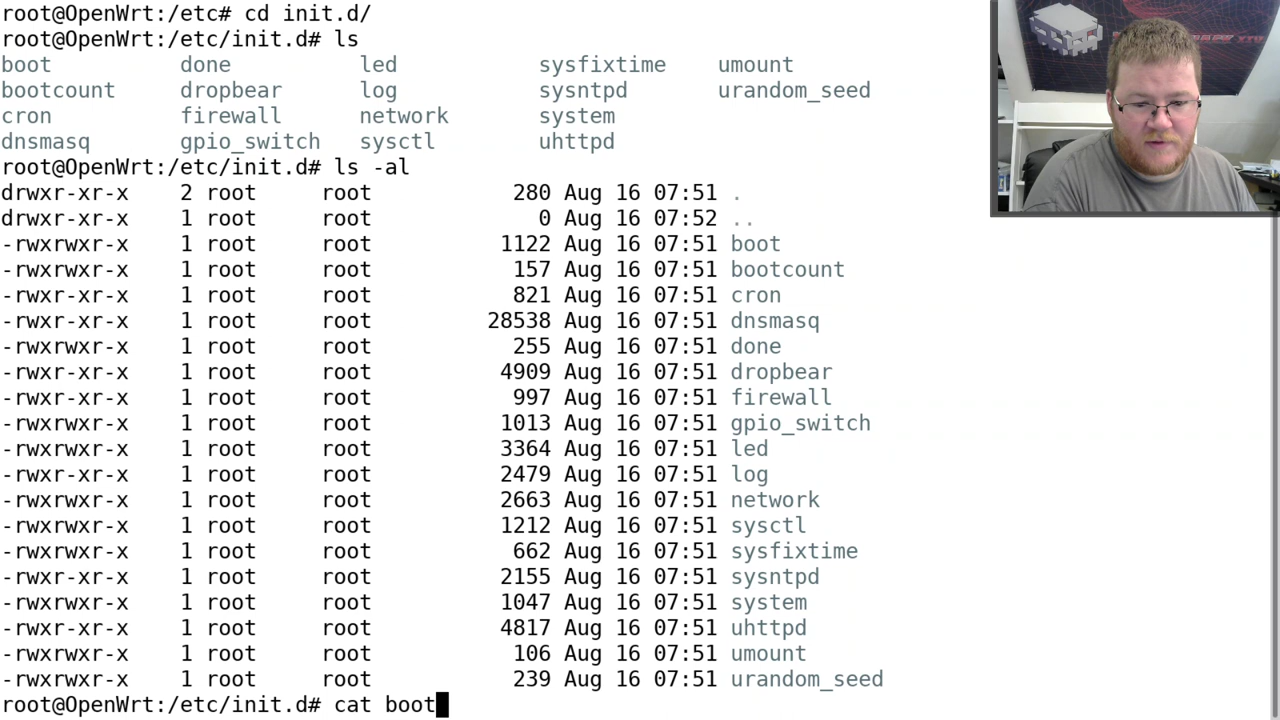 root@OpenWrt:/etc# cd init.d/
root@OpenWrt:/etc/init.d# ls
boot done led sysfixtime umount
bootcount dropbear log sysntpd urandom_seed
cron firewall network system
dnsmasq gpio_switch sysctl uhttpd
root@OpenWrt:/etc/init.d# ls -al
drwxr-xr-x 2 root root 280 Aug 16 07:51 .
drwxr-xr-x 1 root root 0 Aug 16 07:52 ..
-rwxrwxr-x 1 root root 1122 Aug 16 07:51 boot
-rwxrwxr-x 1 root root 157 Aug 16 07:51 bootcount
-rwxr-xr-x 1 root root 821 Aug 16 07:51 cron
-rwxr-xr-x 1 root root 28538 Aug 16 07:51 dnsmasq
-rwxrwxr-x 1 root root 255 Aug 16 07:51 done
-rwxr-xr-x 1 root root 4909 Aug 16 07:51 dropbear
-rwxr-xr-x 1 root root 997 Aug 16 07:51 firewall
-rwxrwxr-x 1 root root 1013 Aug 16 07:51 gpio_switch
-rwxrwxr-x 1 root root 3364 Aug 16 07:51 led
-rwxr-xr-x 1 root root 2479 Aug 16 07:51 log
-rwxrwxr-x 1 root root 2663 Aug 16 07:51 network
-rwxrwxr-x 1 root root 1212 Aug 16 07:51 sysctl
-rwxrwxr-x 1 root root 662 Aug 16 07:51 sysfixtime
-rwxr-xr-x 1 root root 2155 Aug 16 07:51 sysntpd
-rwxrwxr-x 1 root root 1047 Aug 16 07:51 system
-rwxr-xr-x 1 root root 4817 Aug 16 07:51 uhttpd
-rwxrwxr-x 1 root root 106 Aug 16 07:51 umount
-rwxr-xr-x 1 root root 239 Aug 16 07:51 urandom_seed
root@OpenWrt:/etc/init.d# cat boot